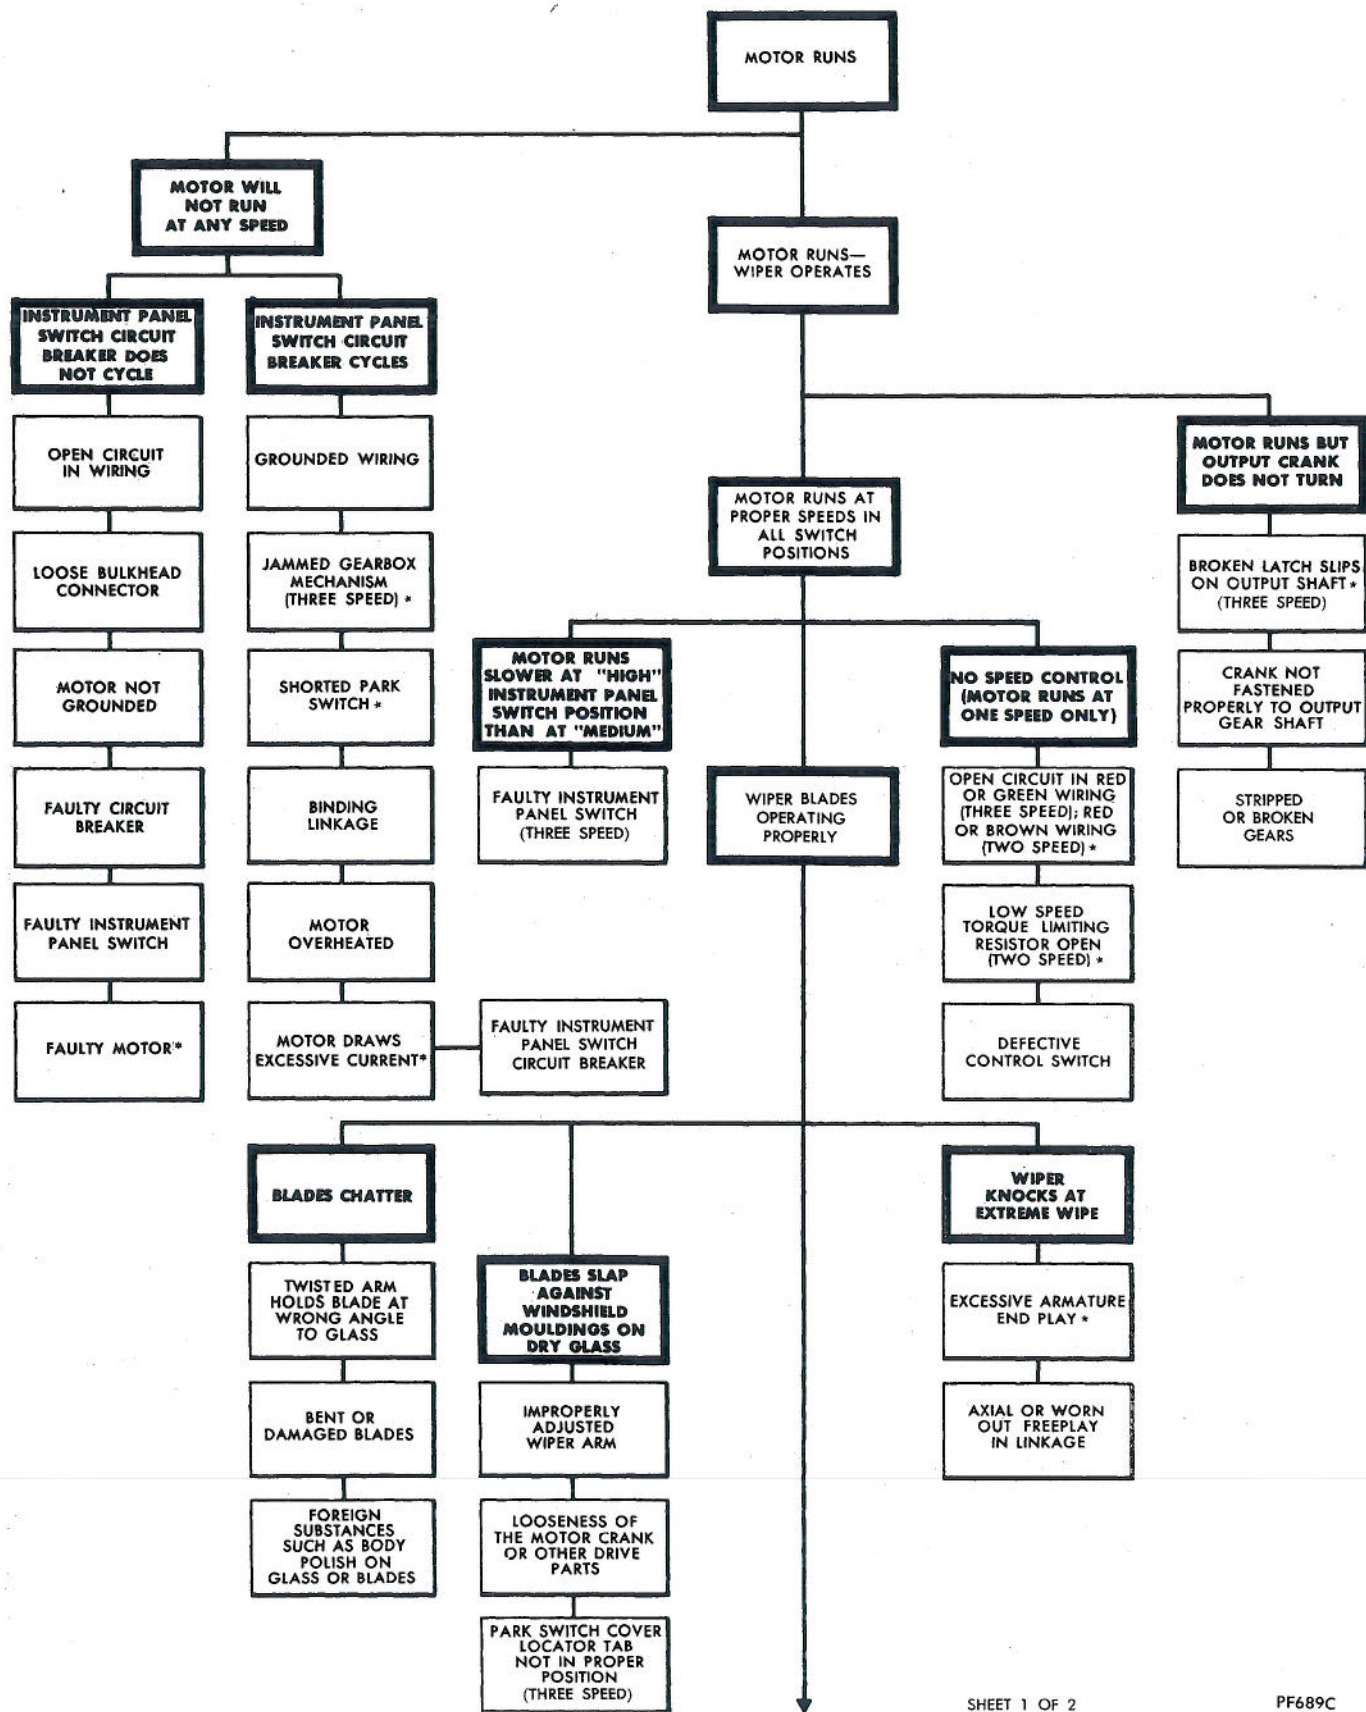 MOTOR RUNS
MOTOR WILL
NOT RUN
AT ANY SPEED
MOTOR RUNS—
WIPER OPERATES
INSTRUMENT PANEL
SWITCH CIRCUIT
BREAKER DOES
NOT CYCLE
OPEN CIRCUIT
IN WIRING
LOOSE BULKHEAD
CONNECTOR
MOTOR NOT
GROUNDED
FAULTY CIRCUIT
BREAKER
FAULTY INSTRUMENT
PANEL SWITCH
FAULTY MOTOR*
INSTRUMENT PANEL
SWITCH CIRCUIT
BREAKER CYCLES
GROUNDED WIRING
JAMMED GEARBOX
MECHANISM
(THREE SPEED) *
SHORTED PARK
SWITCH *
BINDING
LINKAGE
MOTOR
OVERHEATED
MOTOR DRAWS
EXCESSIVE CURRENT*
FAULTY INSTRUMENT
PANEL SWITCH
CIRCUIT BREAKER
MOTOR RUNS AT
PROPER SPEEDS IN
ALL SWITCH
POSITIONS
MOTOR RUNS BUT
OUTPUT CRANK
DOES NOT TURN
BROKEN LATCH SLIPS
ON OUTPUT SHAFT *
(THREE SPEED)
CRANK NOT
FASTENED
PROPERLY TO OUTPUT
GEAR SHAFT
STRIPPED
OR BROKEN
GEARS
MOTOR RUNS
SLOWER AT "HIGH"
INSTRUMENT PANEL
SWITCH POSITION
THAN AT "MEDIUM"
FAULTY INSTRUMENT
PANEL SWITCH
(THREE SPEED)
WIPER BLADES
OPERATING
PROPERLY
NO SPEED CONTROL
(MOTOR RUNS AT
ONE SPEED ONLY)
OPEN CIRCUIT IN RED
OR GREEN WIRING
(THREE SPEED); RED
OR BROWN WIRING
(TWO SPEED) *
LOW SPEED
TORQUE LIMITING
RESISTOR OPEN
(TWO SPEED) *
DEFECTIVE
CONTROL SWITCH
BLADES CHATTER
TWISTED ARM
HOLDS BLADE AT
WRONG ANGLE
TO GLASS
BENT OR
DAMAGED BLADES
FOREIGN
SUBSTANCES
SUCH AS BODY
POLISH ON
GLASS OR BLADES
BLADES SLAP
AGAINST
WINDSHIELD
MOULDINGS ON
DRY GLASS
IMPROPERLY
ADJUSTED
WIPER ARM
LOOSENESS OF
THE MOTOR CRANK
OR OTHER DRIVE
PARTS
PARK SWITCH COVER
LOCATOR TAB
NOT IN PROPER
POSITION
(THREE SPEED)
WIPER
KNOCKS AT
EXTREME WIPE
EXCESSIVE ARMATURE
END PLAY *
AXIAL OR WORN
OUT FREEPLAY
IN LINKAGE
SHEET 1 OF 2
PF689C